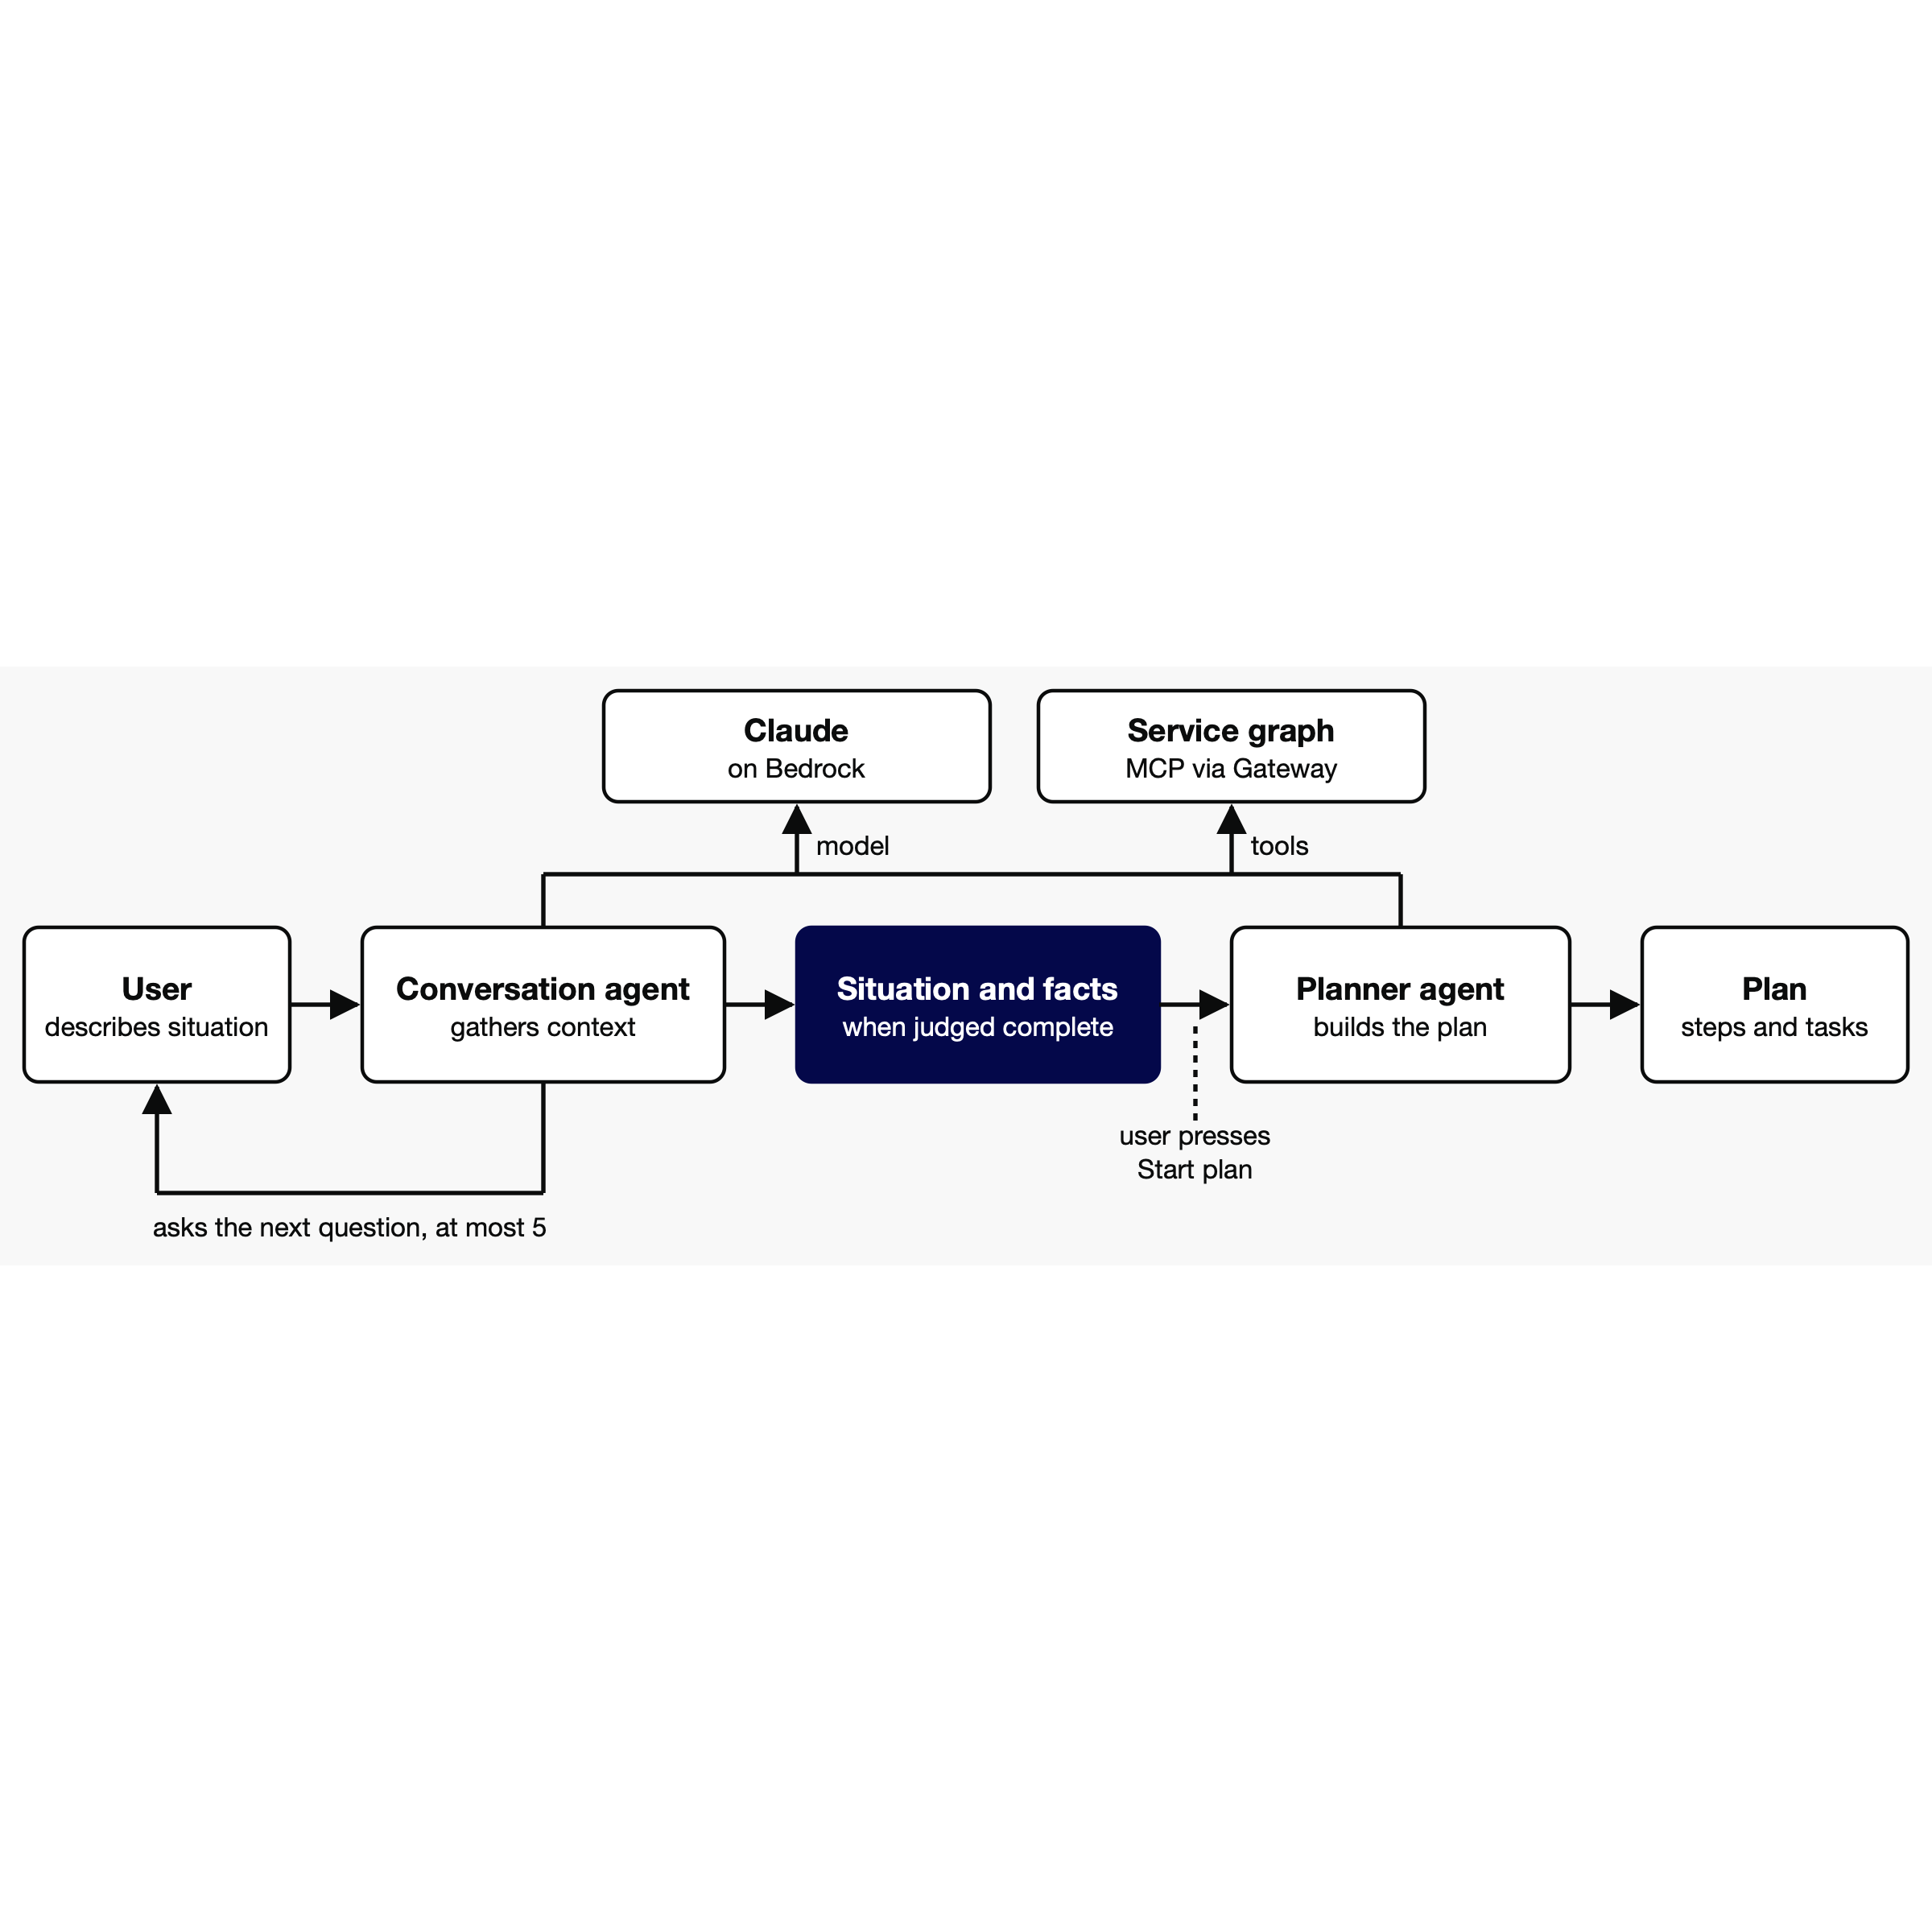 Claude
on Bedrock
Service graph
MCP via Gateway
model
tools
User
describes situation
Conversation agent
gathers context
Situation and facts
when judged complete
Planner agent
builds the plan
Plan
steps and tasks
user presses
Start plan
asks the next question, at most 5